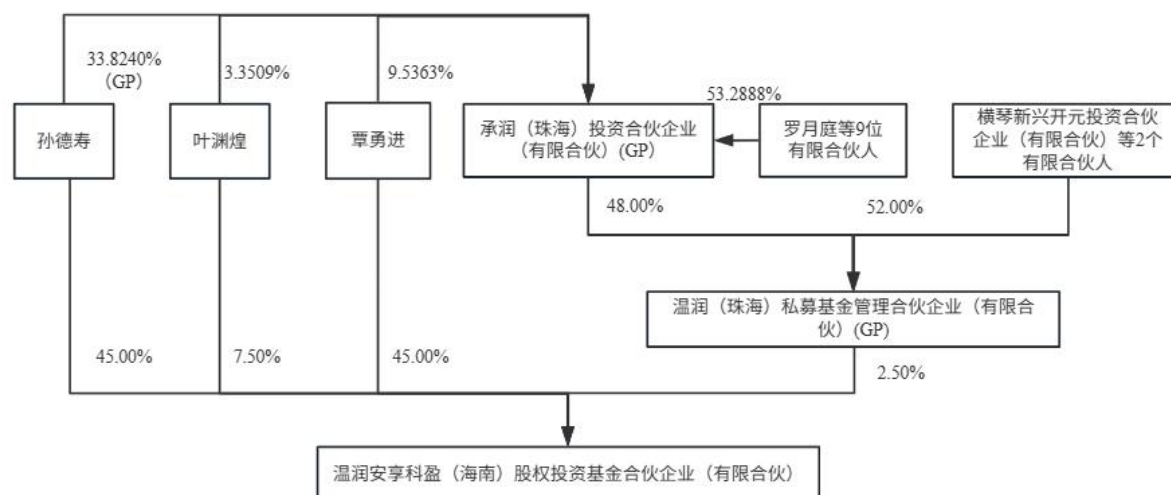 33.8240%
（GP）
3.3509%
9.5363%
53.2888%
孙德寿
叶渊煌
覃勇进
承润（珠海）投资合伙企业
（有限合伙）(GP）
罗月庭等9位
有限合伙人
横琴新兴开元投资合伙
企业（有限合伙）等2个
有限合伙人
48.00%
52.00%
温润（珠海）私募基金管理合伙企业（有限合
伙）(GP)
45.00%
7.50%
45.00%
2.50%
温润安享科盈（海南）股权投资基金合伙企业（有限合伙）